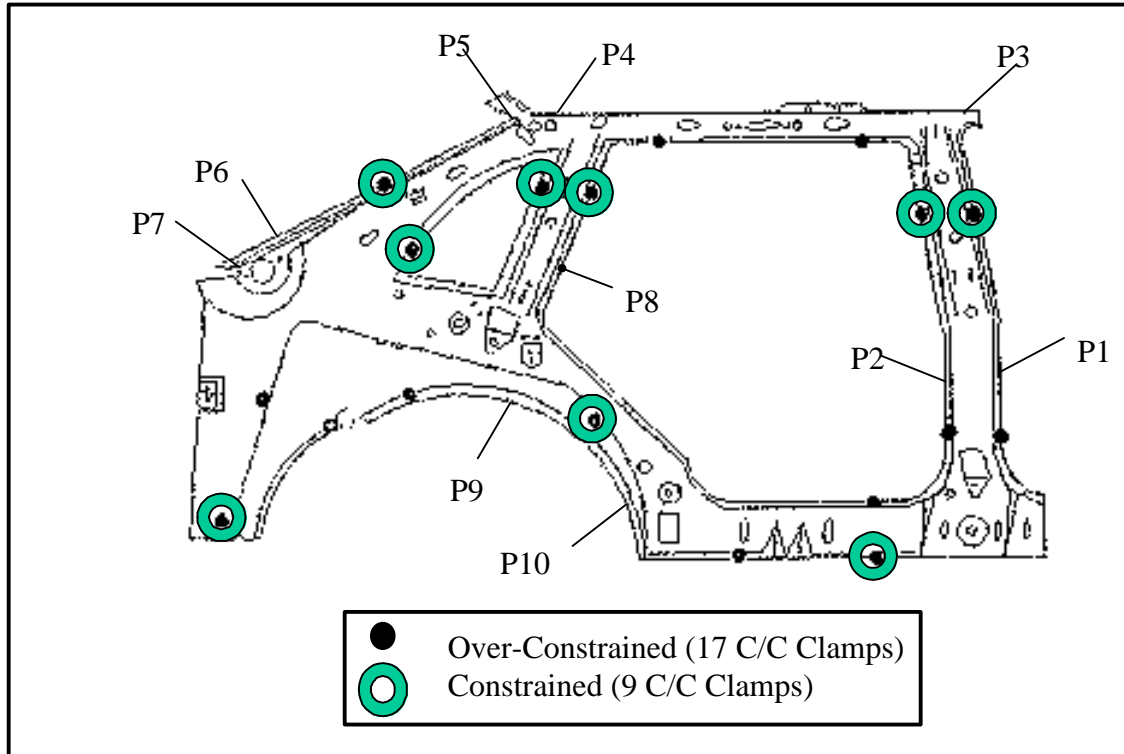 P5
P4
P3
P6
P7
P8
P2
P1
P9
P10
Over-Constrained (17 C/C Clamps)
Constrained (9 C/C Clamps)